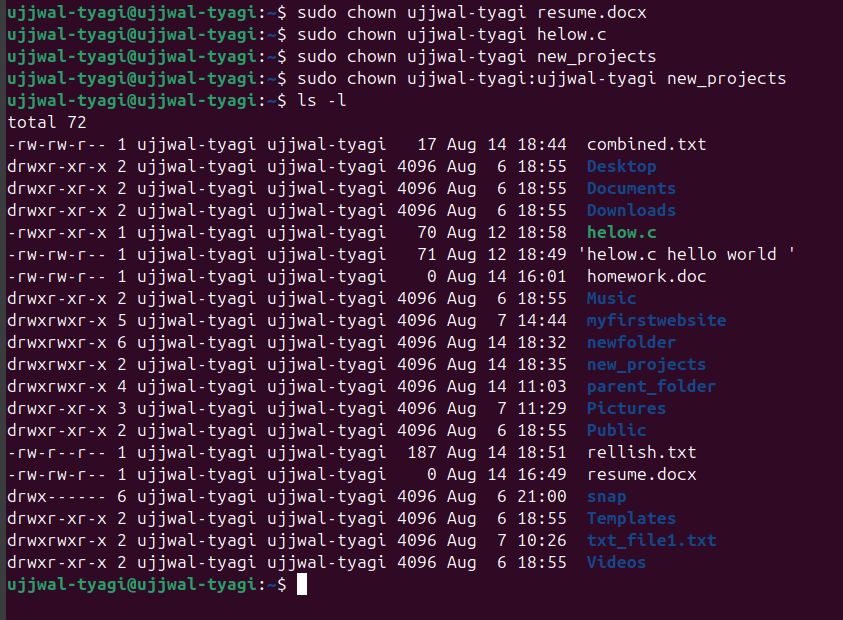 ujjwal-tyagi@ujjwal-tyagi:~$ sudo chown ujjwal-tyagi resume.docx
ujjwal-tyagi@ujjwal-tyagi:~$ sudo chown ujjwal-tyagi helow.c
ujjwal-tyagi@ujjwal-tyagi:~$ sudo chown ujjwal-tyagi new_projects
ujjwal-tyagi@ujjwal-tyagi:~$ sudo chown ujjwal-tyagi:ujjwal-tyagi new_projects
ujjwal-tyagi@ujjwal-tyagi:~$ ls -l
total 72
-rw-rw-r-- 1 ujjwal-tyagi ujjwal-tyagi   17 Aug 14 18:44  combined.txt
drwxr-xr-x 2 ujjwal-tyagi ujjwal-tyagi 4096 Aug  6 18:55  Desktop
drwxr-xr-x 2 ujjwal-tyagi ujjwal-tyagi 4096 Aug  6 18:55  Documents
drwxr-xr-x 2 ujjwal-tyagi ujjwal-tyagi 4096 Aug  6 18:55  Downloads
-rwxr-xr-x 1 ujjwal-tyagi ujjwal-tyagi   70 Aug 12 18:58  helow.c
-rw-rw-r-- 1 ujjwal-tyagi ujjwal-tyagi   71 Aug 12 18:49 'helow.c hello world '
-rw-rw-r-- 1 ujjwal-tyagi ujjwal-tyagi    0 Aug 14 16:01  homework.doc
drwxr-xr-x 2 ujjwal-tyagi ujjwal-tyagi 4096 Aug  6 18:55  Music
drwxrwxr-x 5 ujjwal-tyagi ujjwal-tyagi 4096 Aug  7 14:44  myfirstwebsite
drwxrwxr-x 6 ujjwal-tyagi ujjwal-tyagi 4096 Aug 14 18:32  newfolder
drwxrwxr-x 2 ujjwal-tyagi ujjwal-tyagi 4096 Aug 14 18:35  new_projects
drwxrwxr-x 4 ujjwal-tyagi ujjwal-tyagi 4096 Aug 14 11:03  parent_folder
drwxr-xr-x 3 ujjwal-tyagi ujjwal-tyagi 4096 Aug  7 11:29  Pictures
drwxr-xr-x 2 ujjwal-tyagi ujjwal-tyagi 4096 Aug  6 18:55  Public
-rw-r--r-- 1 ujjwal-tyagi ujjwal-tyagi  187 Aug 14 18:51  rellish.txt
-rw-rw-r-- 1 ujjwal-tyagi ujjwal-tyagi    0 Aug 14 16:49  resume.docx
drwx------ 6 ujjwal-tyagi ujjwal-tyagi 4096 Aug  6 21:00  snap
drwxr-xr-x 2 ujjwal-tyagi ujjwal-tyagi 4096 Aug  6 18:55  Templates
drwxrwxr-x 2 ujjwal-tyagi ujjwal-tyagi 4096 Aug  7 10:26  txt_file1.txt
drwxr-xr-x 2 ujjwal-tyagi ujjwal-tyagi 4096 Aug  6 18:55  Videos
ujjwal-tyagi@ujjwal-tyagi:~$